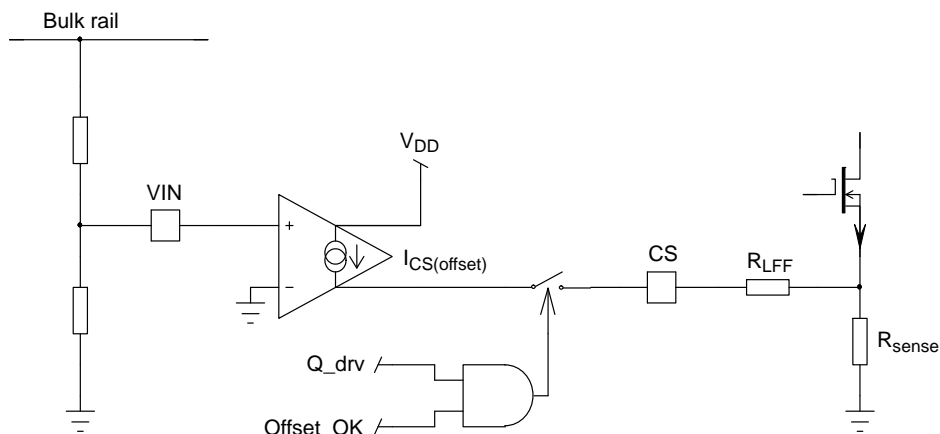 Bulk rail
VDD
VIN
+
ICS(offset)
CS
RLFF
−
Rsense
Q_drv
Offset_OK